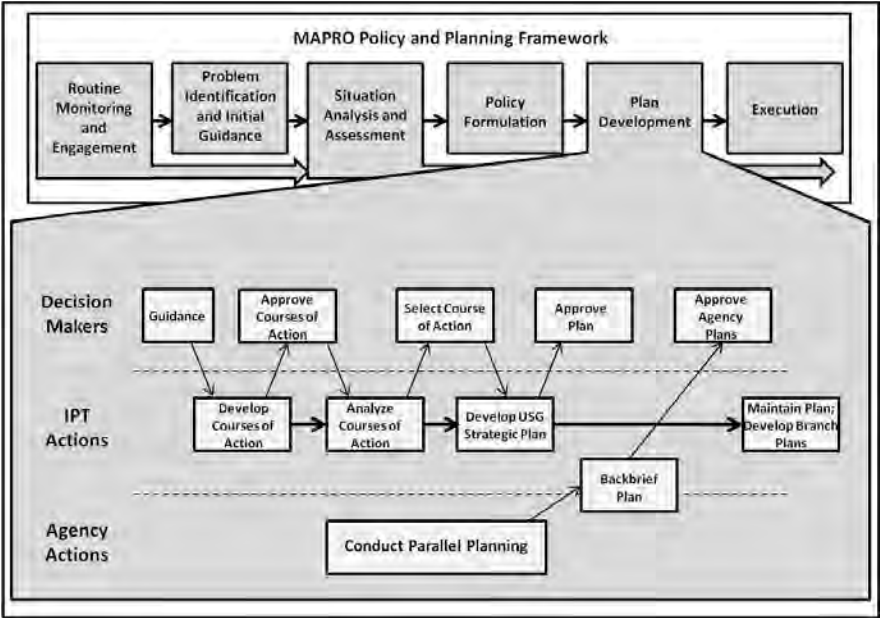 MAPRO Policy and Planning Framework
Routine
Monitoring
and
Engagement
Problem
Identification
and Initial
Guidance
Situation
Analysis and
Assessment
Policy
Formulation
Plan
Development
Execution
Decision
Makers
Guidance
Approve
Courses of
Action
Select Course
of Action
Approve
Plan
Approve
Agency
Plans
IPT
Actions
Develop
Courses of
Action
Analyze
Courses of
Action
Develop USG
Strategic Plan
Maintain Plan;
Develop Branch
Plans
Backbrief
Plan
Agency
Actions
Conduct Parallel Planning